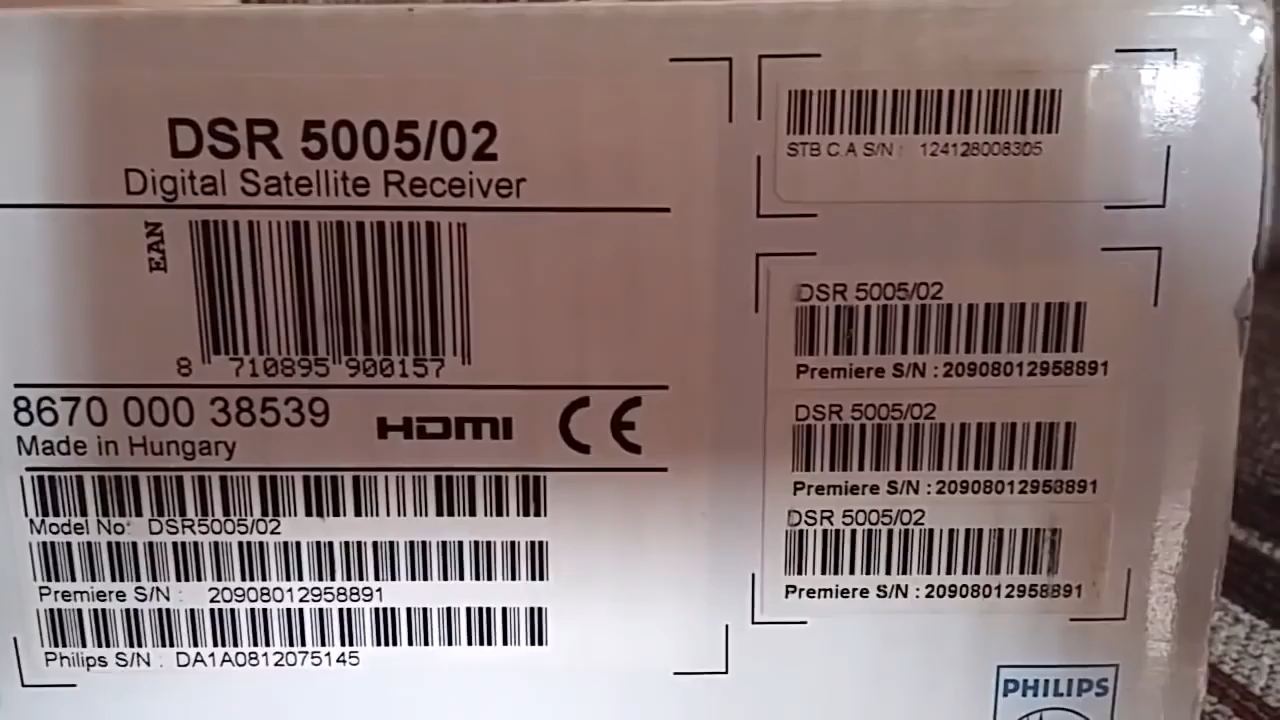 DSR 5005/02
Digital Satellite Receiver
EAN
8 710895 900157
8670 000 38539
Made in Hungary
HDMI CE
Model No: DSR5005/02
Premiere S/N : 20908012958891
Philips S/N : DA1A0812075145
STB C.A S/N : 124128008305
DSR 5005/02
Premiere S/N : 20908012958891
DSR 5005/02
Premiere S/N : 20908012958891
DSR 5005/02
Premiere S/N : 20908012958891
PHILIPS